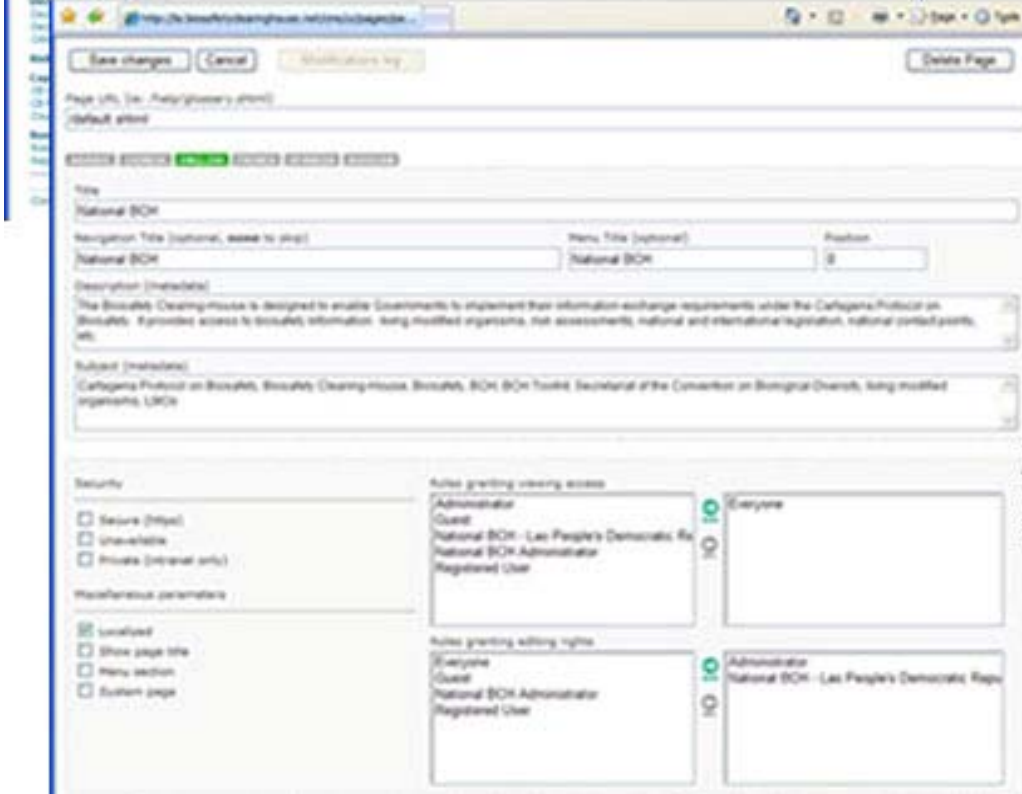 Save changes
Cancel
Modifications log
Delete Page
Page
Page URL (ie. /help/glossary.shtml)
/default.shtml
ENGLISH
Title
National BCH
Navigation Title (optional, none to skip)
Menu Title (optional)
Position
National BCH
National BCH
0
Description (metadata)
The Biosafety Clearing-House is designed to enable Governments to implement their information-exchange requirements under the Cartagena Protocol on
Biosafety. It provides access to biosafety information: living modified organisms, risk assessments, national and international legislation, national contact points,
etc.
Subject (metadata)
Cartagena Protocol on Biosafety, Biosafety Clearing-House, Biosafety, BCH, BCH Toolkit, Secretariat of the Convention on Biological Diversity, living modified
organisms, LMOs
Security
Secure (https)
Unavailable
Private (intranet only)
Miscellaneous parameters
Localized
Show page title
Menu section
System page
Roles granting viewing access
Administrator
Guest
National BCH - Lao People's Democratic Re
National BCH Administrator
Registered User
Everyone
Roles granting editing rights
Everyone
Guest
National BCH Administrator
Registered User
Administrator
National BCH - Lao People's Democratic Repu